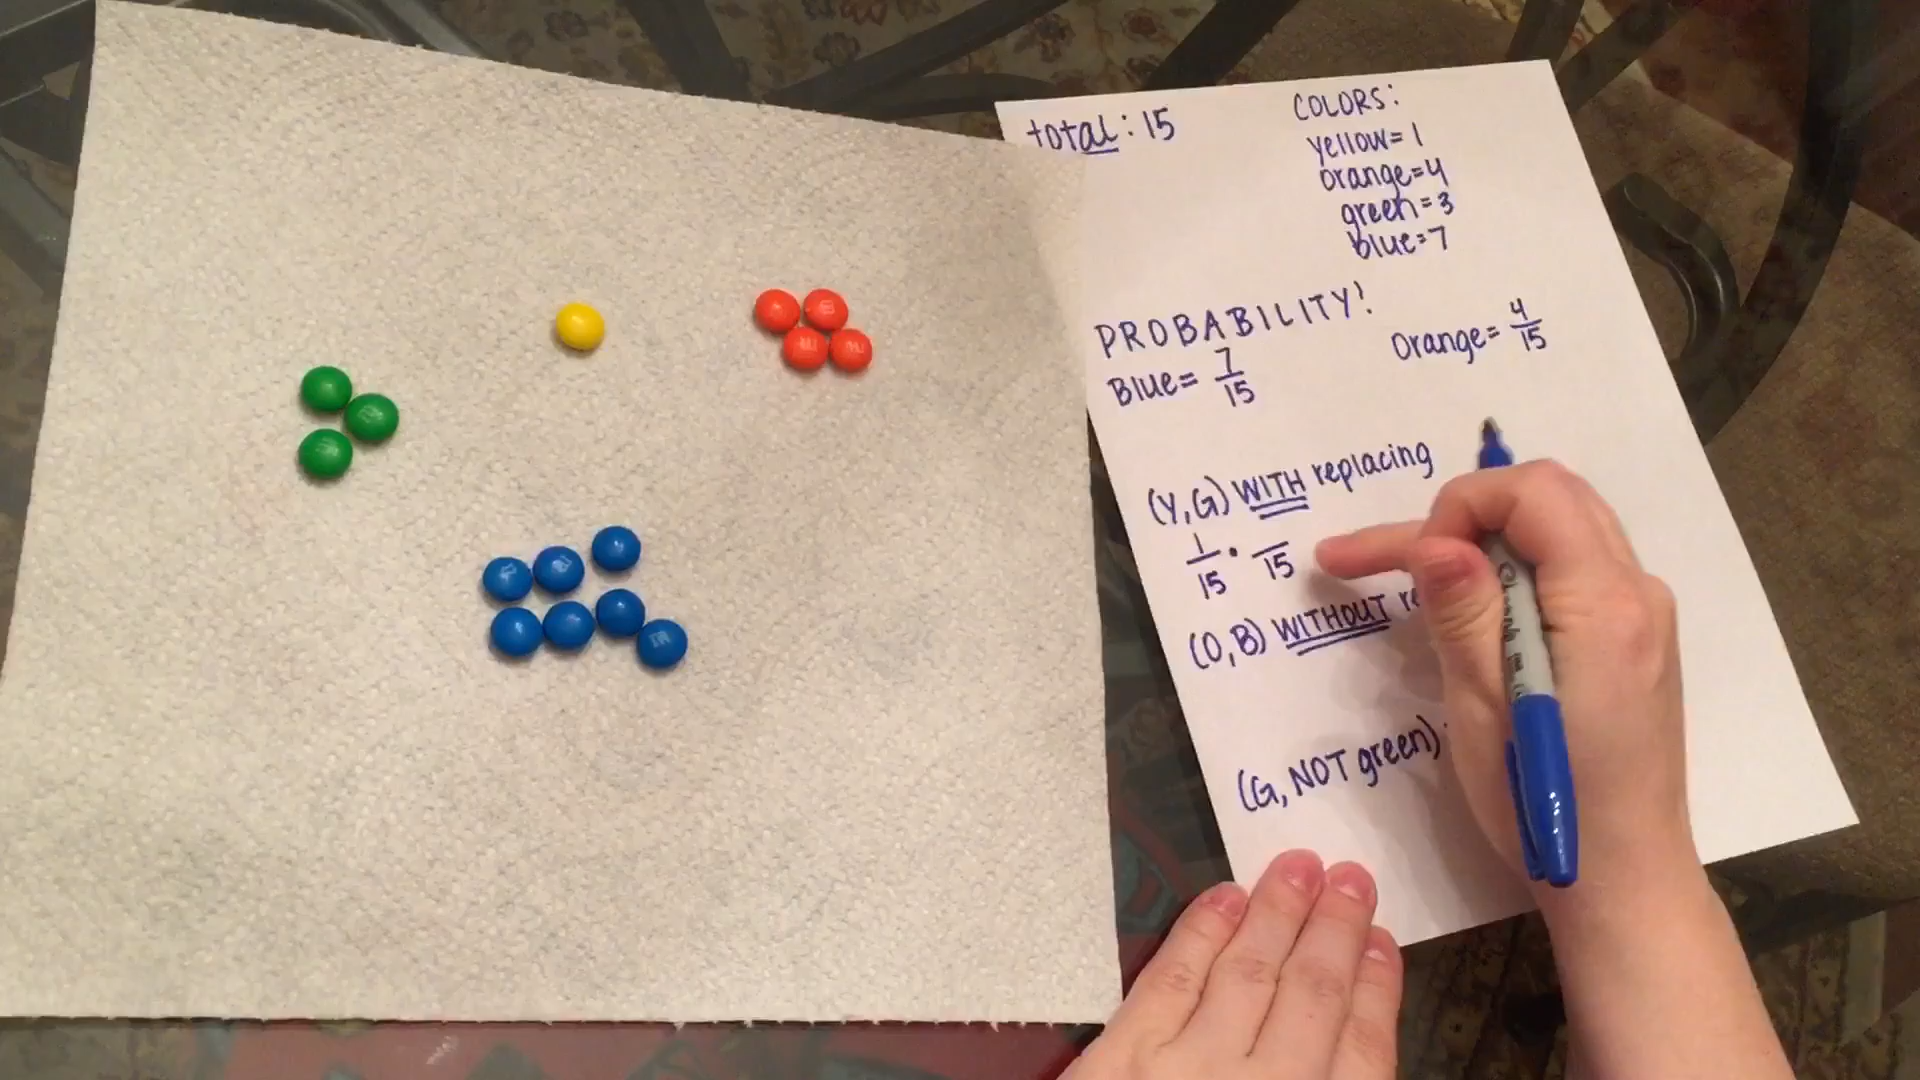 total: 15
COLORS:
yellow=1
orange=4
green=3
blue=7
PROBABILITY!
Blue= 7/15
Orange= 4/15
(Y,G) WITH replacing
1/15 · /15
(O,B) WITHOUT re
(G, NOT green)